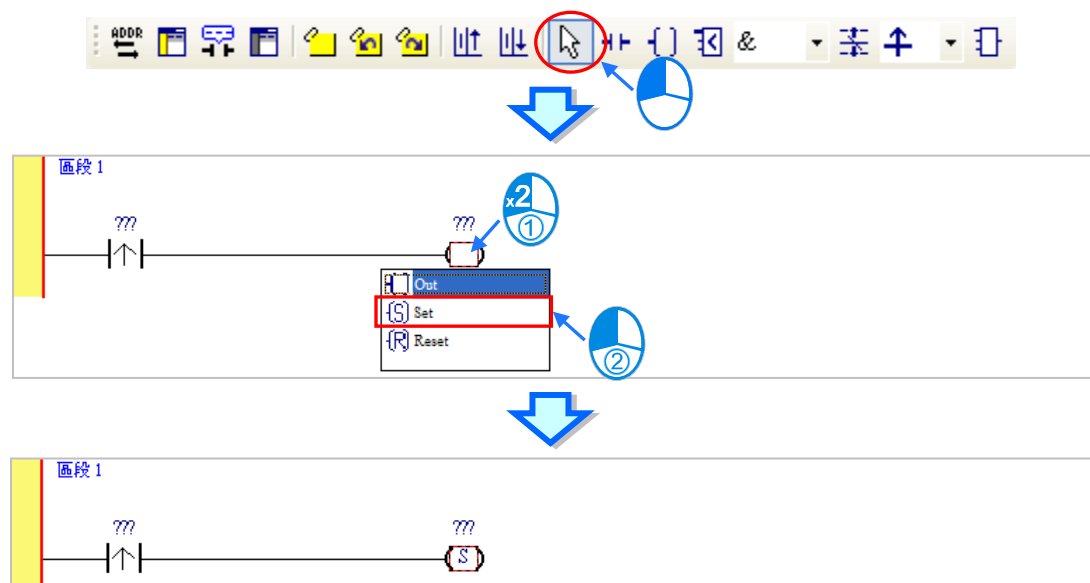 ADDR
&
區段 1
???
???
x2
①
Out
(S) Set
(R) Reset
②
區段 1
???
???
S